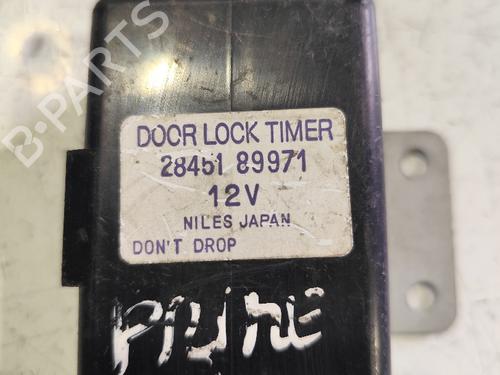 DOOR LOCK TIMER
28451 89971
12V
NILES JAPAN
DON'T DROP
B-PARTS